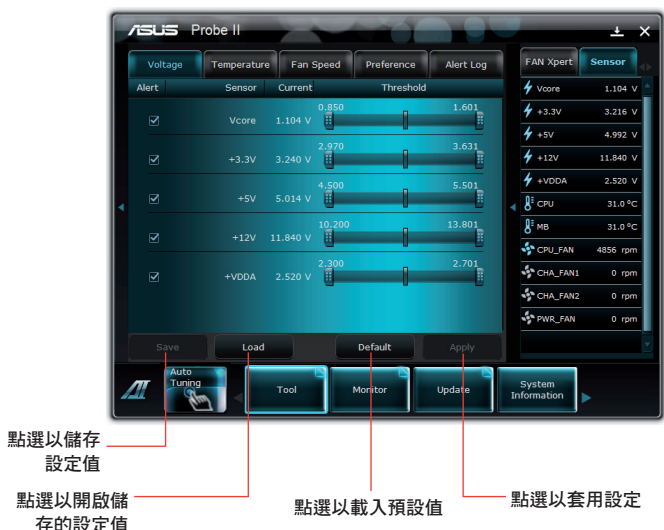 ASUS Probe II
Voltage Temperature Fan Speed Preference Alert Log
Alert Sensor Current Threshold
Vcore 1.104 V 0.850 1.601
+3.3V 3.240 V 2.970 3.631
+5V 5.014 V 4.500 5.501
+12V 11.840 V 10.200 13.801
+VDDA 2.520 V 2.300 2.701
Save Load Default Apply
FAN Xpert Sensor
Vcore 1.104 V
+3.3V 3.216 V
+5V 4.992 V
+12V 11.840 V
+VDDA 2.520 V
CPU 31.0 ºC
MB 31.0 ºC
CPU_FAN 4856 rpm
CHA_FAN1 0 rpm
CHA_FAN2 0 rpm
PWR_FAN 0 rpm
Auto
Tuning
Tool
Monitor
Update
System
Information
點選以儲存
設定值
點選以開啟儲
存的設定值
點選以載入預設值
點選以套用設定